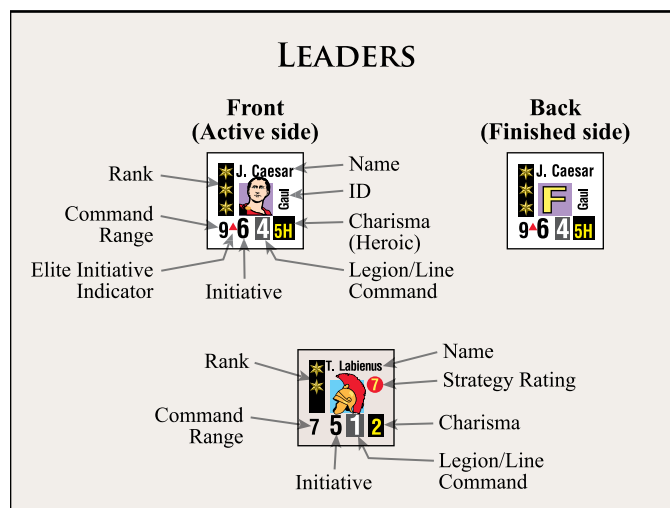 LEADERS
Front
(Active side)
Back
(Finished side)
J. Caesar
Gaul
9 6 4 5H
Rank
Command
Range
Elite Initiative
Indicator
Initiative
Name
ID
Charisma
(Heroic)
Legion/Line
Command
J. Caesar
F
Gaul
9 6 4 5H
T. Labienus
7
7 5 1 2
Rank
Command
Range
Initiative
Name
Strategy Rating
Charisma
Legion/Line
Command